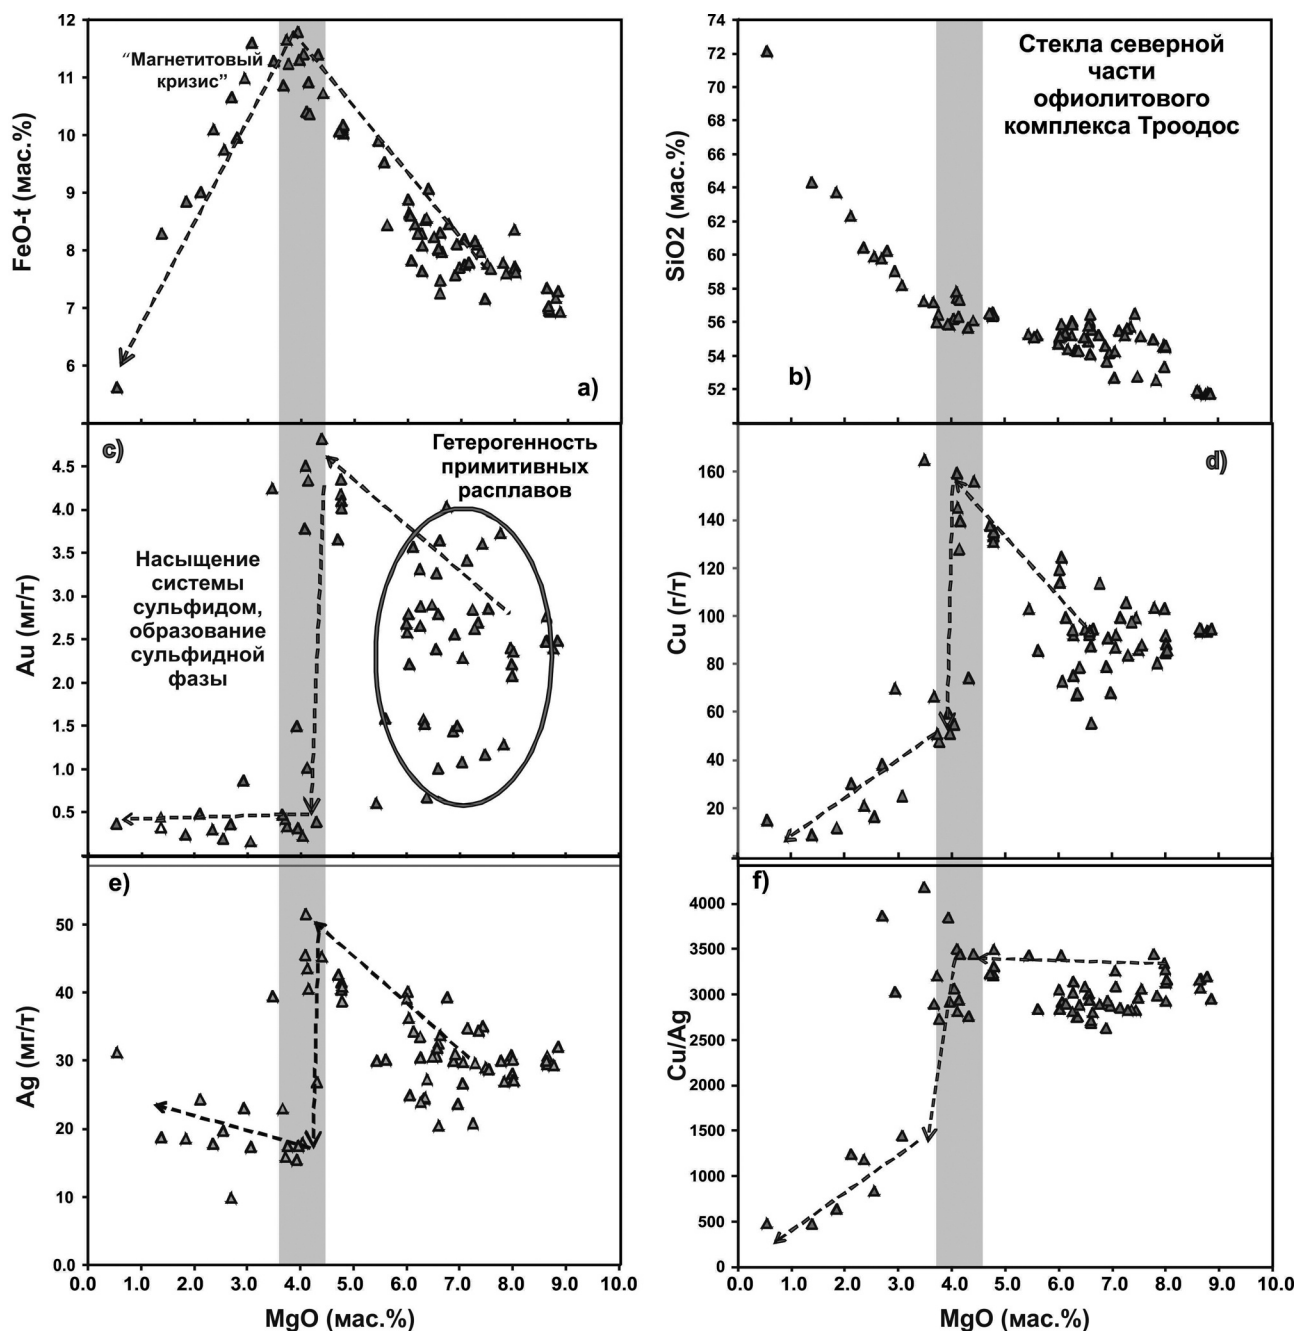 12
11
10
9
8
7
6
FeO-t (мас.%)
“Магнетитовый
кризис”
a)
74
72
70
68
66
64
62
60
58
56
54
52
SiO2 (мас.%)
Стекла северной
части
офиолитового
комплекса Троодос
b)
c)
4.5
4.0
3.5
3.0
2.5
2.0
1.5
1.0
0.5
Au (мг/т)
Гетерогенность
примитивных
расплавов
Насыщение
системы
сульфидом,
образование
сульфидной
фазы
d)
160
140
120
100
80
60
40
20
Cu (г/т)
e)
50
40
30
20
10
0.0
Ag (мг/т)
0.0 1.0 2.0 3.0 4.0 5.0 6.0 7.0 8.0 9.0 10.0
MgO (мас.%)
f)
4000
3500
3000
2500
2000
1500
1000
500
0
Cu/Ag
0.0 1.0 2.0 3.0 4.0 5.0 6.0 7.0 8.0 9.0 10.0
MgO (мас.%)